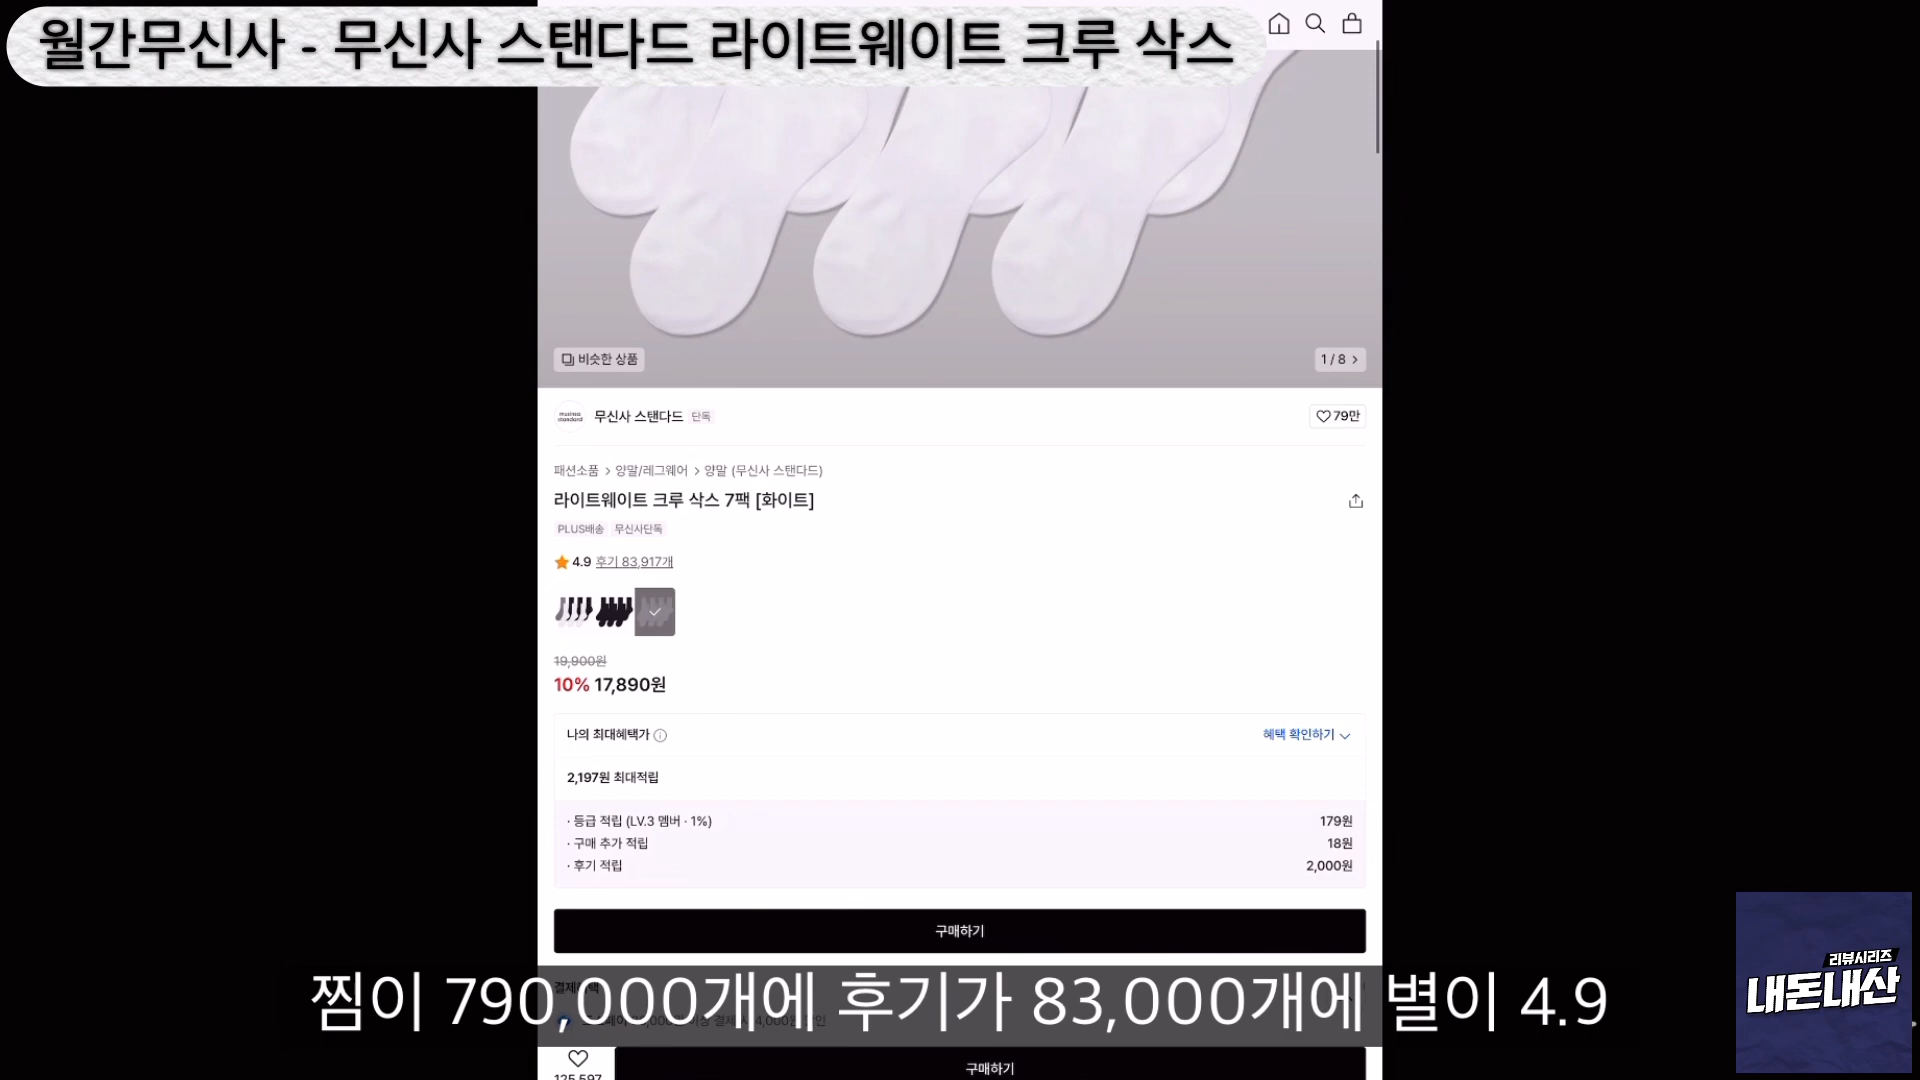 월간무신사 - 무신사 스탠다드 라이트웨이트 크루 삭스
비슷한 상품
1 / 8
musinsa standard
무신사 스탠다드 단독
79만
패션소품 > 양말/레그웨어 > 양말 (무신사 스탠다드)
라이트웨이트 크루 삭스 7팩 [화이트]
PLUS배송 무신사단독
4.9 후기 83,917개
19,900원
10% 17,890원
나의 최대혜택가
혜택 확인하기
2,197원 최대적립
· 등급 적립 (LV.3 멤버 · 1%) 179원
· 구매 추가 적립 18원
· 후기 적립 2,000원
구매하기
찜이 790,000개에 후기가 83,000개에 별이 4.9
125,597
구매하기
리뷰시리즈
내돈내산